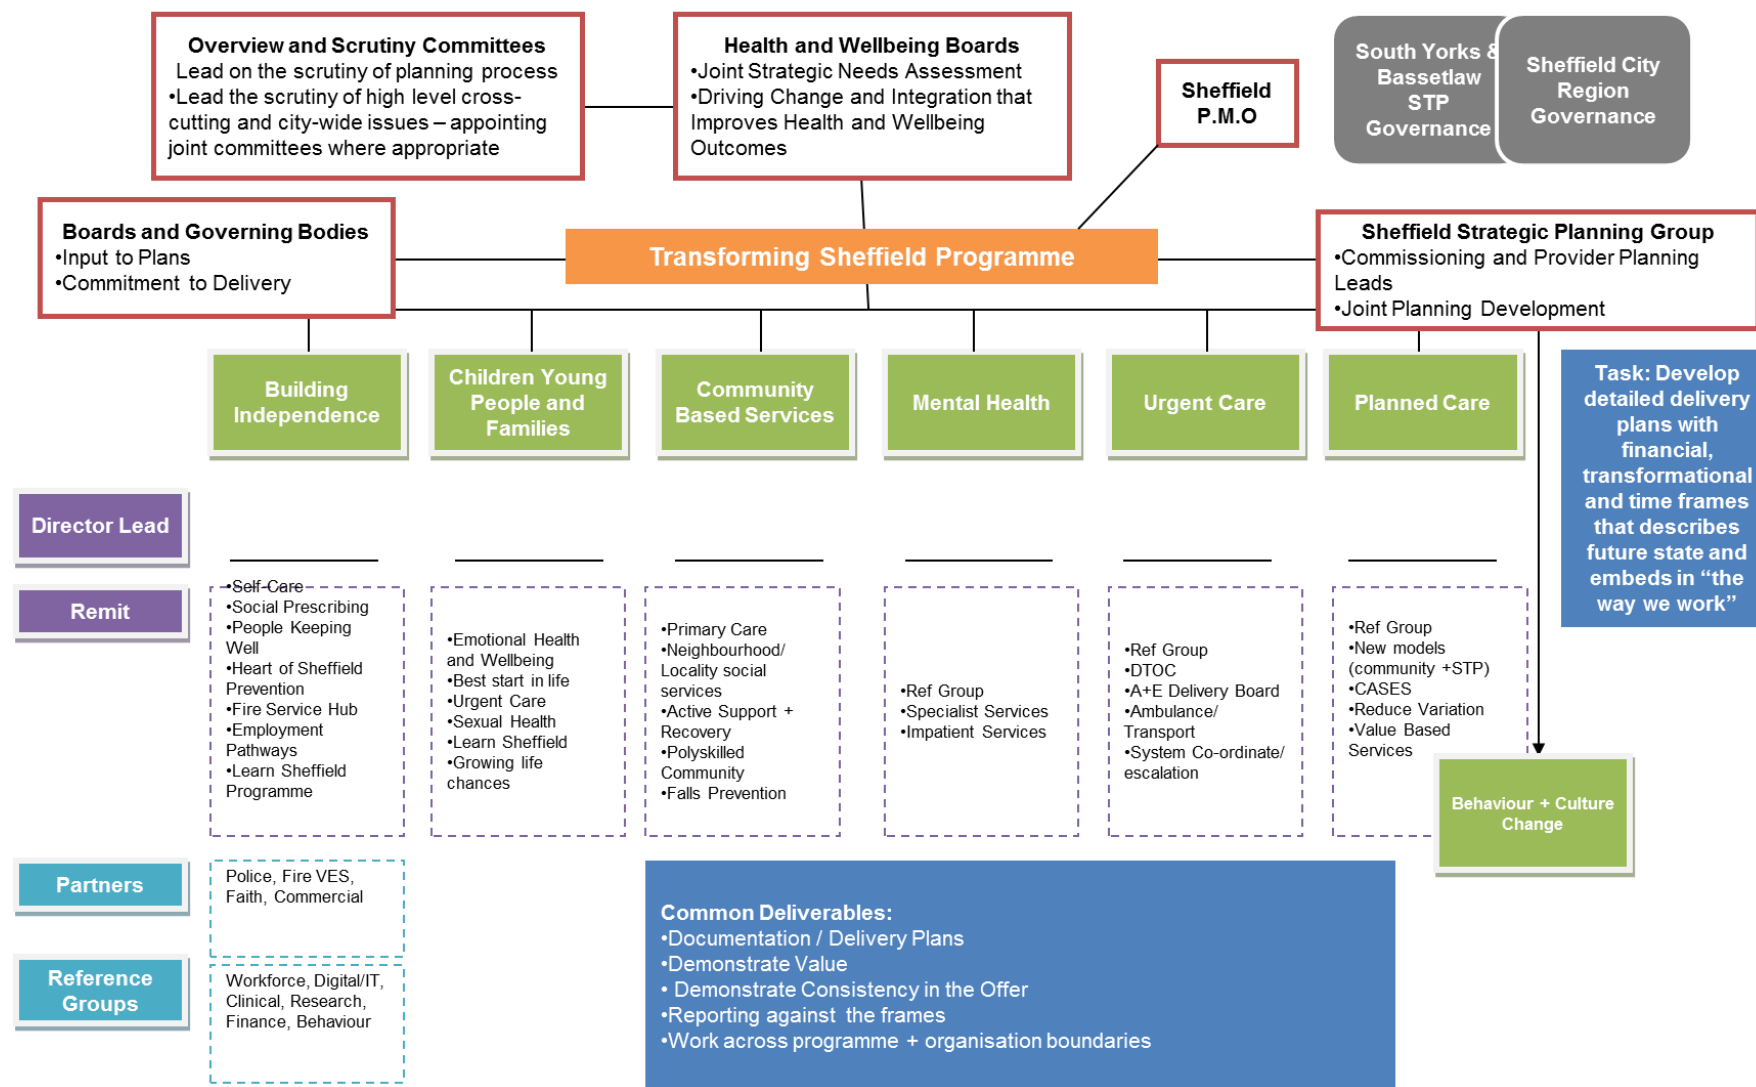 Overview and Scrutiny Committees
Lead on the scrutiny of planning process
•Lead the scrutiny of high level cross-
cutting and city-wide issues – appointing
joint committees where appropriate
Health and Wellbeing Boards
•Joint Strategic Needs Assessment
•Driving Change and Integration that
Improves Health and Wellbeing
Outcomes
Sheffield
P.M.O
South Yorks &
Bassetlaw
STP
Governance
Sheffield City
Region
Governance
Boards and Governing Bodies
•Input to Plans
•Commitment to Delivery
Transforming Sheffield Programme
Sheffield Strategic Planning Group
•Commissioning and Provider Planning
Leads
•Joint Planning Development
Building
Independence
Children Young
People and
Families
Community
Based Services
Mental Health
Urgent Care
Planned Care
Task: Develop
detailed delivery
plans with
financial,
transformational
and time frames
that describes
future state and
embeds in “the
way we work”
Director Lead
Remit
•Self-Care
•Social Prescribing
•People Keeping
Well
•Heart of Sheffield
Prevention
•Fire Service Hub
•Employment
Pathways
•Learn Sheffield
Programme
•Emotional Health
and Wellbeing
•Best start in life
•Urgent Care
•Sexual Health
•Learn Sheffield
•Growing life
chances
•Primary Care
•Neighbourhood/
Locality social
services
•Active Support +
Recovery
•Polyskilled
Community
•Falls Prevention
•Ref Group
•Specialist Services
•Impatient Services
•Ref Group
•DTOC
•A+E Delivery Board
•Ambulance/
Transport
•System Co-ordinate/
escalation
•Ref Group
•New models
(community +STP)
•CASES
•Reduce Variation
•Value Based
Services
Behaviour + Culture
Change
Partners
Police, Fire VES,
Faith, Commercial
Reference
Groups
Workforce, Digital/IT,
Clinical, Research,
Finance, Behaviour
Common Deliverables:
•Documentation / Delivery Plans
•Demonstrate Value
• Demonstrate Consistency in the Offer
•Reporting against the frames
•Work across programme + organisation boundaries